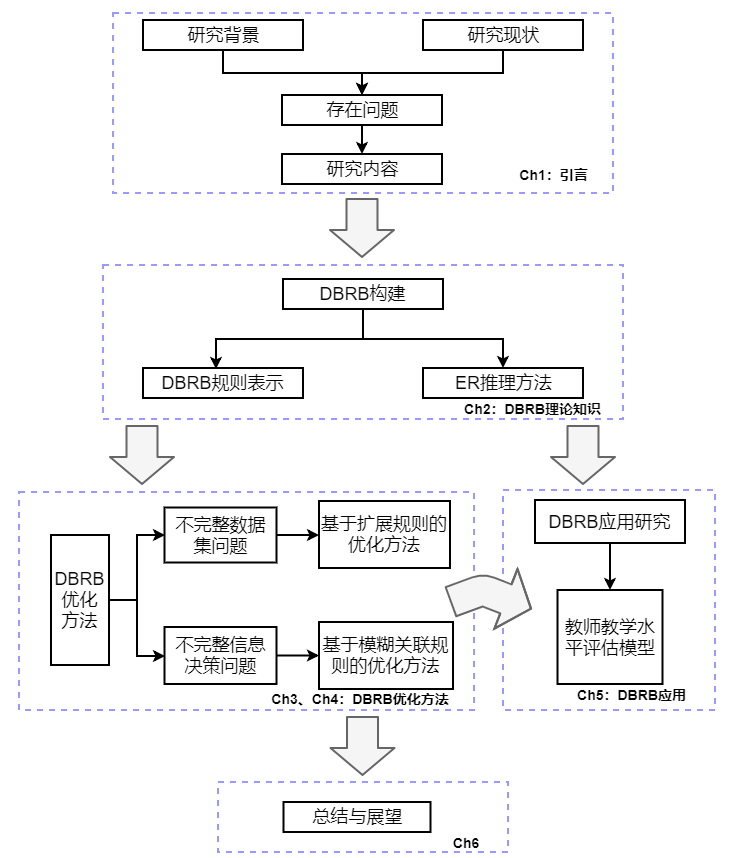 研究背景
研究现状
存在问题
研究内容
Ch1：引言
DBRB构建
DBRB规则表示
ER推理方法
Ch2：DBRB理论知识
DBRB
优化
方法
不完整数据
集问题
基于扩展规则的
优化方法
不完整信息
决策问题
基于模糊关联规
则的优化方法
Ch3、Ch4：DBRB优化方法
DBRB应用研究
教师教学水
平评估模型
Ch5：DBRB应用
总结与展望
Ch6